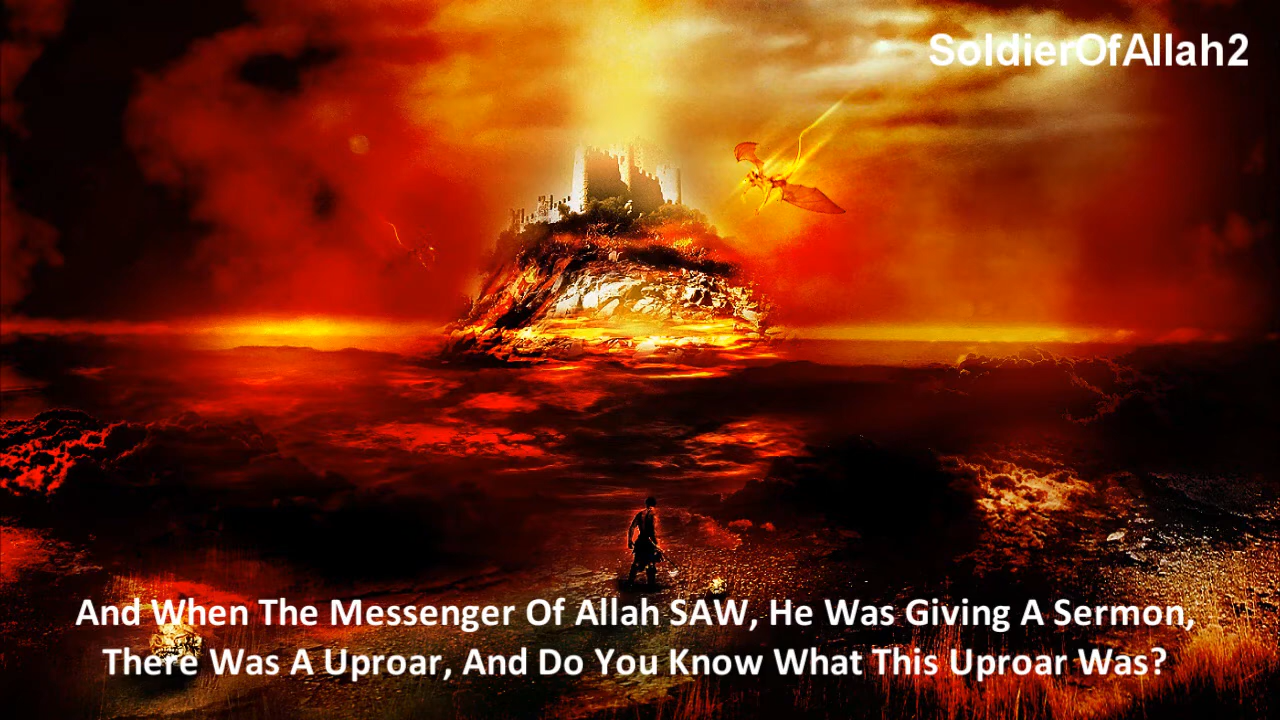 SoldierOfAllah2
And When The Messenger Of Allah SAW, He Was Giving A Sermon,
There Was A Uproar, And Do You Know What This Uproar Was?